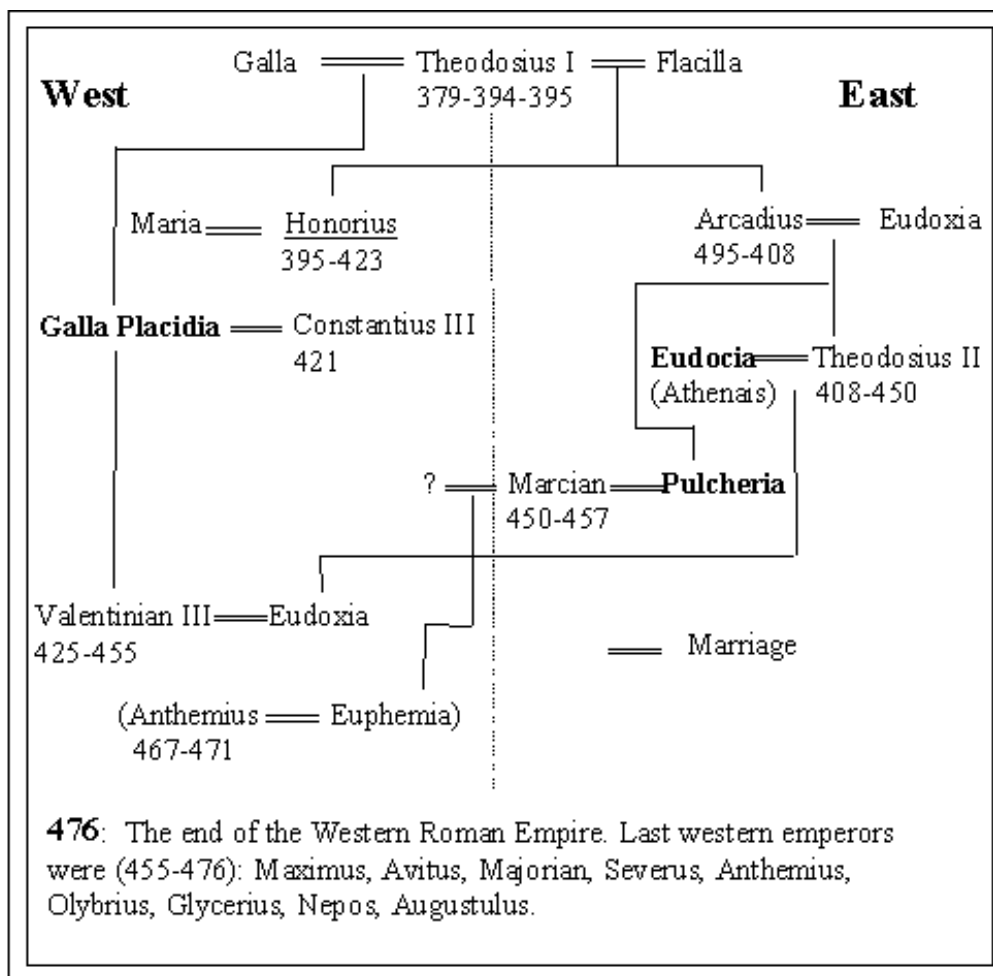 Galla Theodosius I Flacilla
West 379-394-395 East
Maria Honorius Arcadius Eudoxia
395-423 495-408
Galla Placidia Constantius III
421
Eudocia Theodosius II
(Athenais) 408-450
? Marcian Pulcheria
450-457
Valentinian III Eudoxia
425-455
Marriage
(Anthemius Euphemia)
467-471
476: The end of the Western Roman Empire. Last western emperors
were (455-476): Maximus, Avitus, Majorian, Severus, Anthemius,
Olybrius, Glycerius, Nepos, Augustulus.